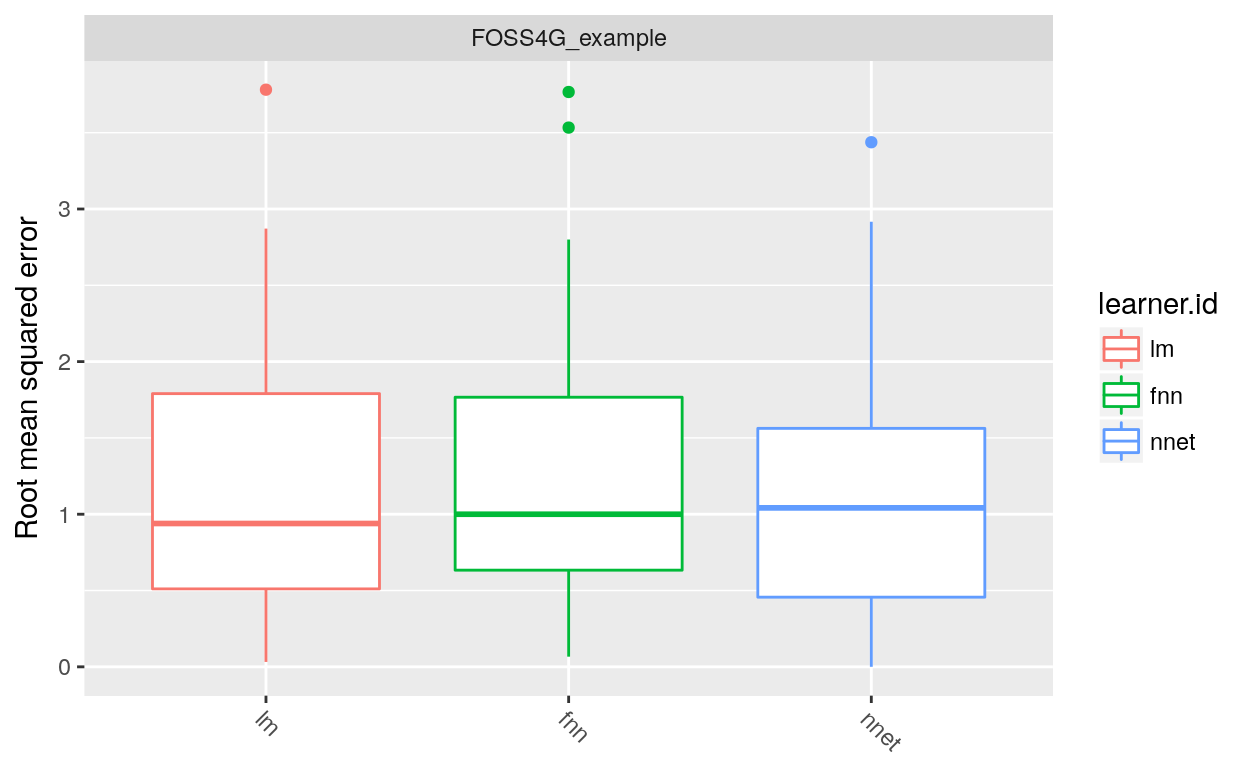 FOSS4G_example
Root mean squared error
3
2
1
0
lm
fnn
nnet
learner.id
lm
fnn
nnet